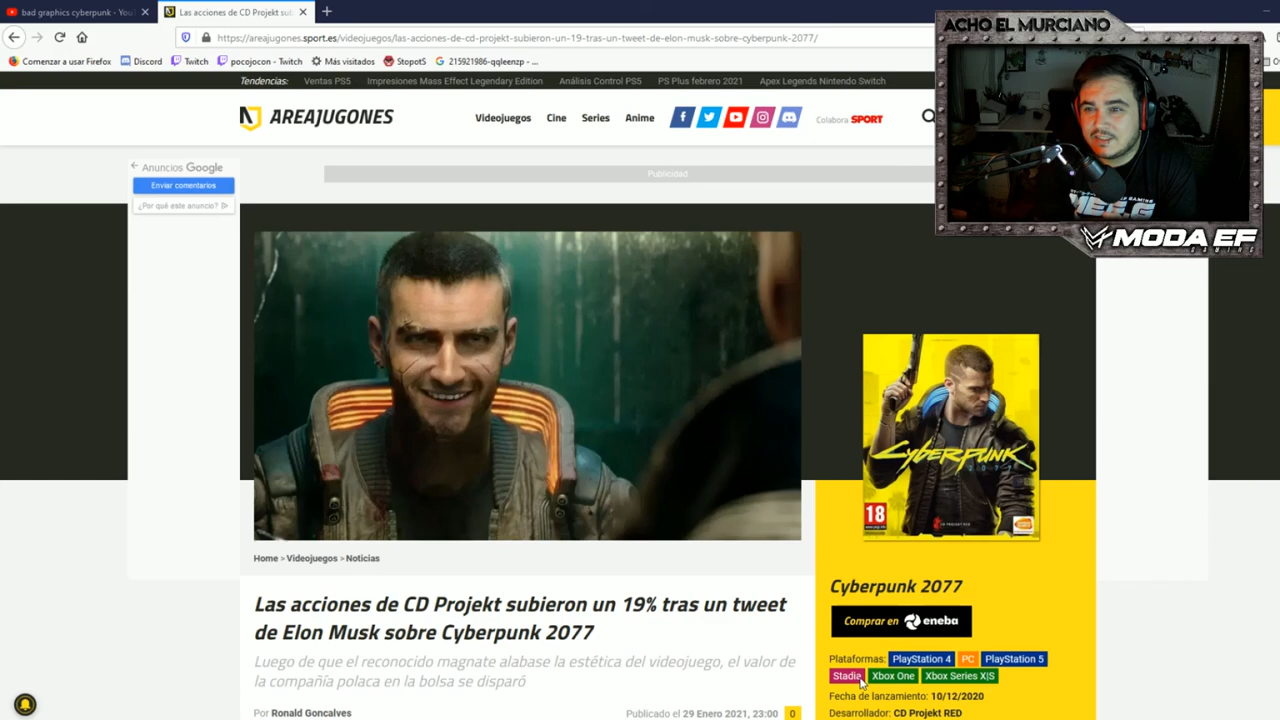 bad graphics cyberpunk - You
Las acciones de CD Projekt sub
https://areajugones.sport.es/videojuegos/las-acciones-de-cd-projekt-subieron-un-19-tras-un-tweet-de-elon-musk-sobre-cyberpunk-2077/
Comenzar a usar Firefox Discord Twitch pocojocon - Twitch Más visitados StopotS 215921986-qqleenzp - ...
ACHO EL MURCIANO
Tendencias: Ventas PS5 Impresiones Mass Effect Legendary Edition Análisis Control PS5 PS Plus febrero 2021 Apex Legends Nintendo Switch
AREAJUGONES Videojuegos Cine Series Anime Colabora SPORT
Anuncios Google
Enviar comentarios
¿Por qué este anuncio?
Publicidad
MODA EF
GAMING
CYBERPUNK
2077
18
CD PROJEKT RED
Home > Videojuegos > Noticias
Las acciones de CD Projekt subieron un 19% tras un tweet
de Elon Musk sobre Cyberpunk 2077
Luego de que el reconocido magnate alabase la estética del videojuego, el valor de
la compañía polaca en la bolsa se disparó
Por Ronald Goncalves Publicado el 29 Enero 2021, 23:00 0
Cyberpunk 2077
Comprar en eneba
Plataformas: PlayStation 4 PC PlayStation 5
Stadia Xbox One Xbox Series X|S
Fecha de lanzamiento: 10/12/2020
Desarrollador: CD Projekt RED